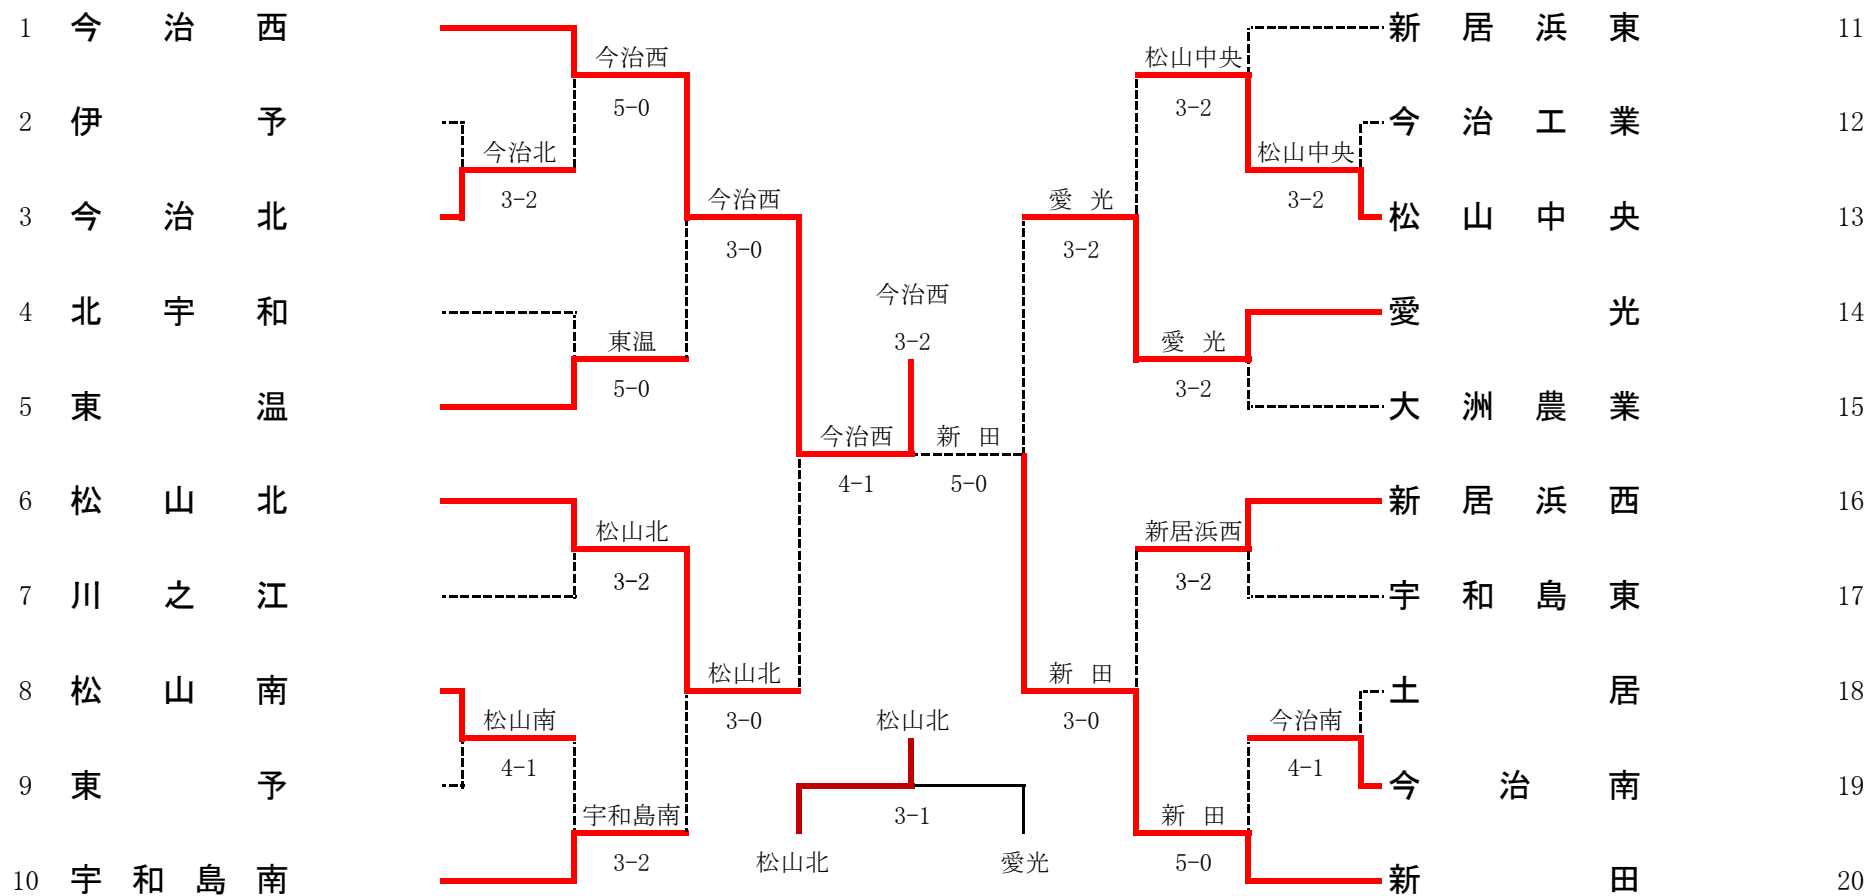 1 今治西 新居浜東 11
今治西 松山中央
5-0 3-2
2 伊予 今治工業 12
今治北 松山中央
3-2 3-2
3 今治北 今治西 愛光 松山中央 13
3-0 3-2
今治西
4 北宇和 愛光 14
東温 3-2 愛光
5-0 3-2
5 東温 大洲農業 15
今治西 新田
4-1 5-0
6 松山北 新居浜西 16
松山北 新居浜西
3-2 3-2
7 川之江 宇和島東 17
松山北 新田
8 松山南 土居 18
松山南 3-0 松山北 3-0 今治南
4-1 4-1
9 東予 今治南 19
宇和島南 3-1 新田
3-2 松山北 愛光 5-0
10 宇和島南 新田 20